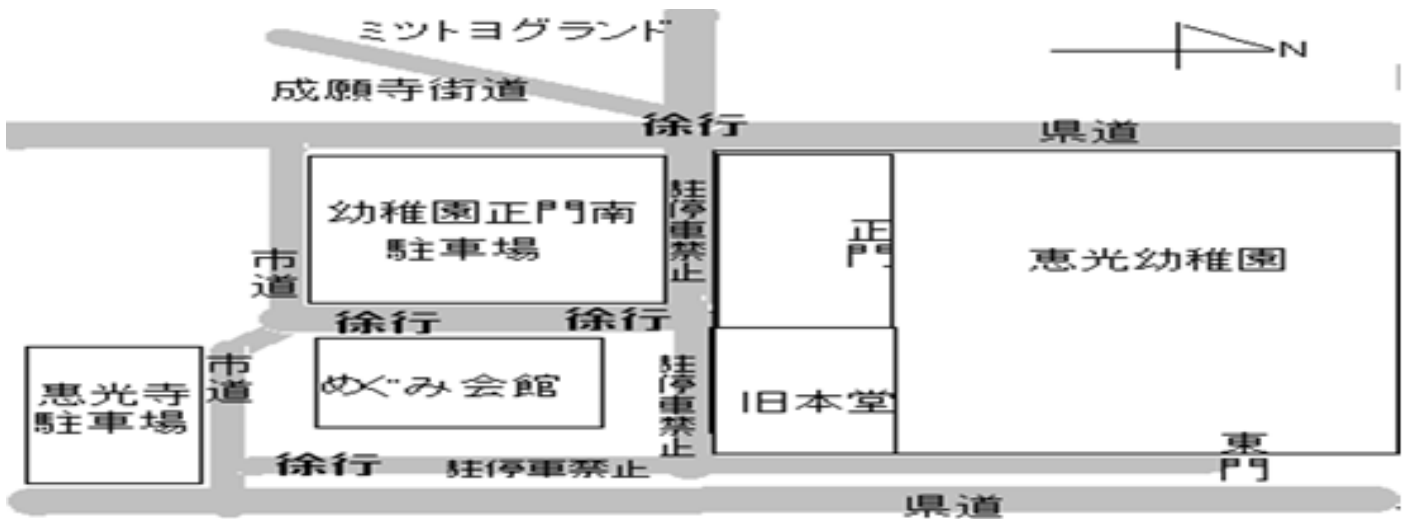 ミツトヨグランド
N
成願寺街道
徐行
県道
幼稚園正門南
駐車場
駐停車禁止
正門
恵光幼稚園
市道
徐行
徐行
恵光寺
駐車場
市道
めぐみ会館
駐停車禁止
旧本堂
東門
徐行
駐停車禁止
県道